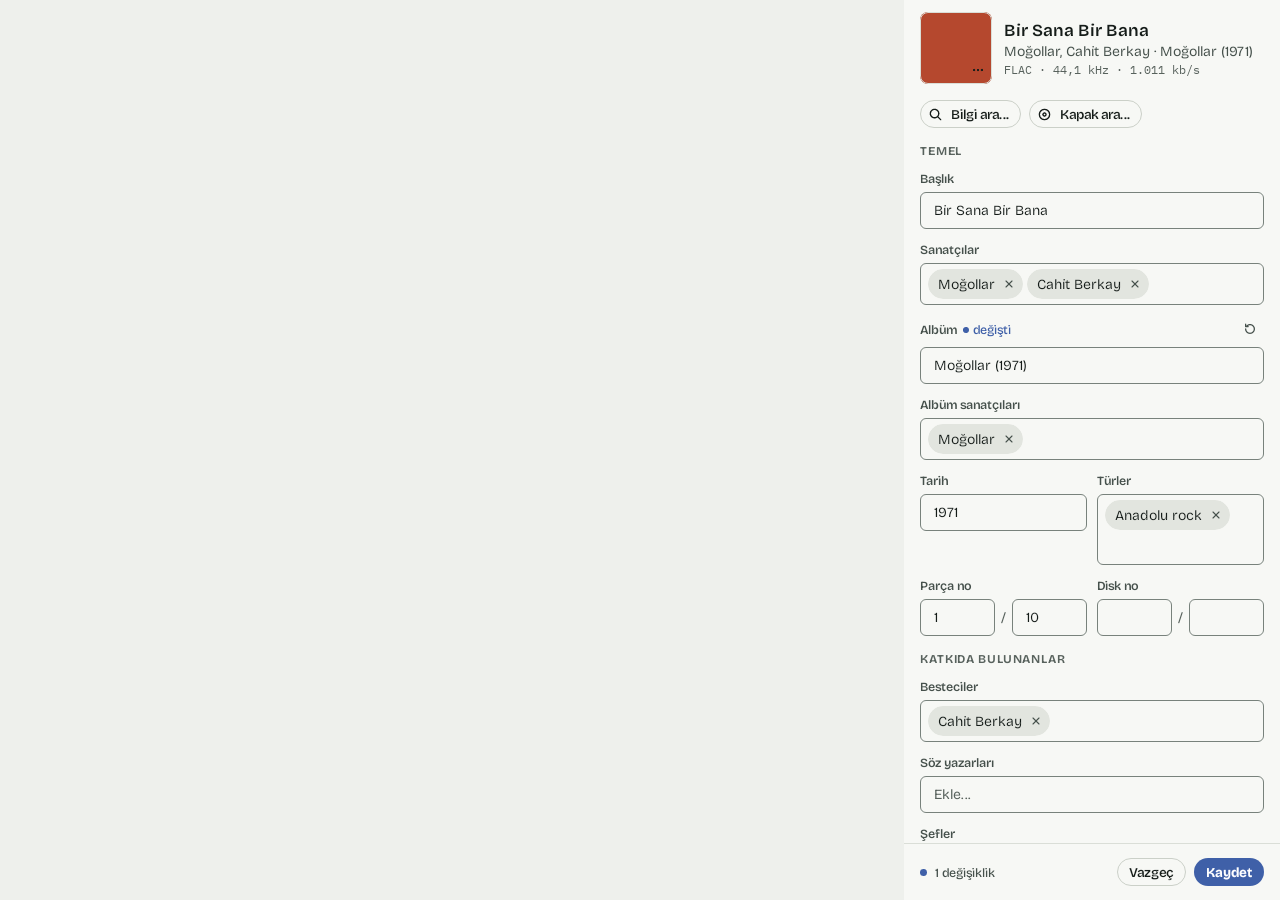 Bir Sana Bir Bana
Moğollar, Cahit Berkay · Moğollar (1971)
FLAC · 44,1 kHz · 1.011 kb/s
Bilgi ara...
Kapak ara...
TEMEL
Başlık
Bir Sana Bir Bana
Sanatçılar
Moğollar × Cahit Berkay ×
Albüm • değişti
Moğollar (1971)
Albüm sanatçıları
Moğollar ×
Tarih
1971
Türler
Anadolu rock ×
Parça no
1 / 10
Disk no
/
KATKIDA BULUNANLAR
Besteciler
Cahit Berkay ×
Söz yazarları
Ekle...
Şefler
1 değişiklik
Vazgeç
Kaydet